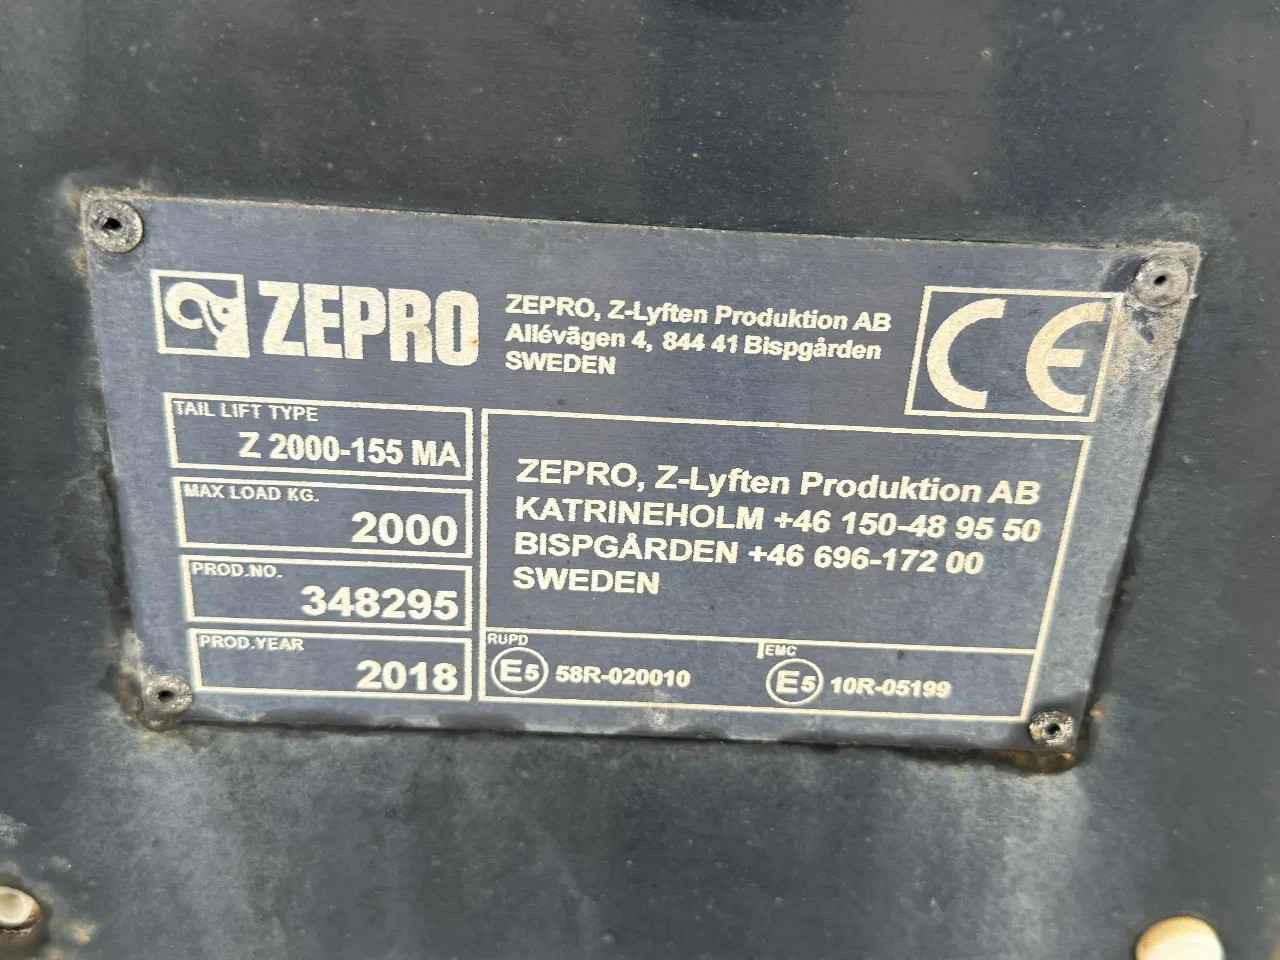 ZEPRO
ZEPRO, Z-Lyften Produktion AB
Allévägen 4, 844 41 Bispgården
SWEDEN
CE
TAIL LIFT TYPE
Z 2000-155 MA
MAX LOAD KG.
2000
PROD.NO.
348295
PROD.YEAR
2018
ZEPRO, Z-Lyften Produktion AB
KATRINEHOLM +46 150-48 95 50
BISPGÅRDEN +46 696-172 00
SWEDEN
RUPD
E5 58R-020010
EMC
E5 10R-05199